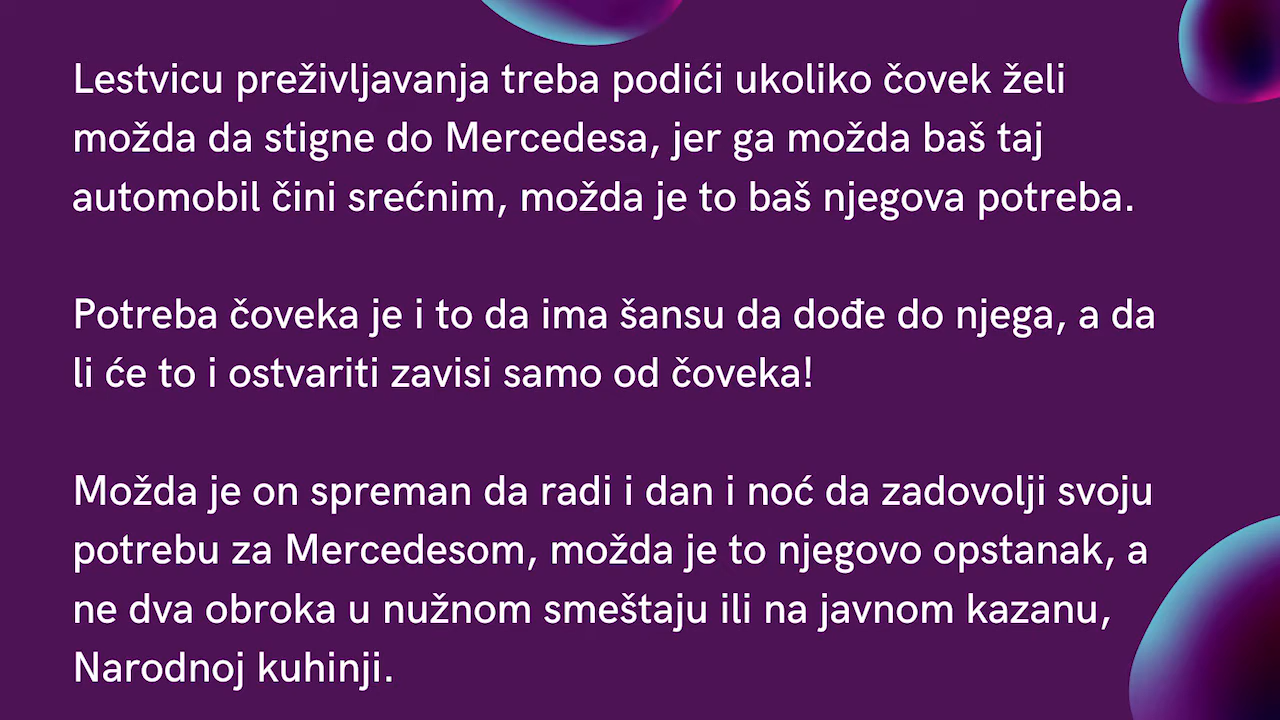 Lestvicu preživljavanja treba podići ukoliko čovek želi
možda da stigne do Mercedesa, jer ga možda baš taj
automobil čini srećnim, možda je to baš njegova potreba.
Potreba čoveka je i to da ima šansu da dođe do njega, a da
li će to i ostvariti zavisi samo od čoveka!
Možda je on spreman da radi i dan i noć da zadovolji svoju
potrebu za Mercedesom, možda je to njegovo opstanak, a
ne dva obroka u nužnom smeštaju ili na javnom kazanu,
Narodnoj kuhinji.